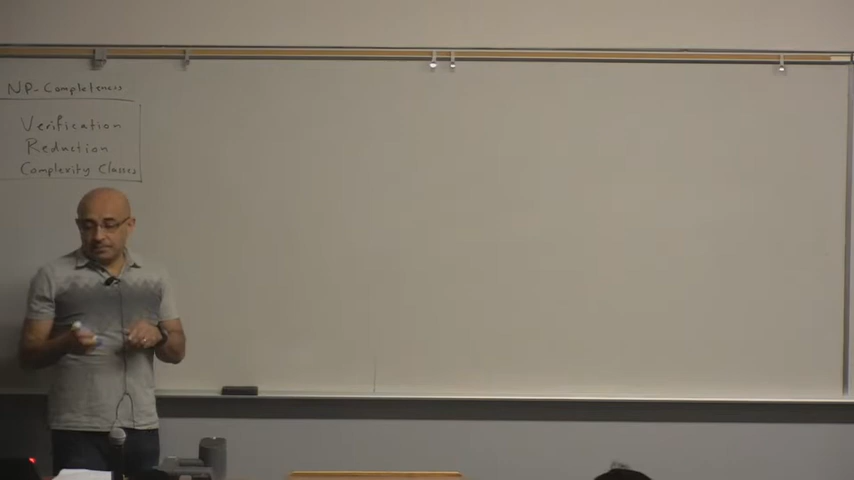 NP-Completeness
Verification
Reduction
Complexity Classes